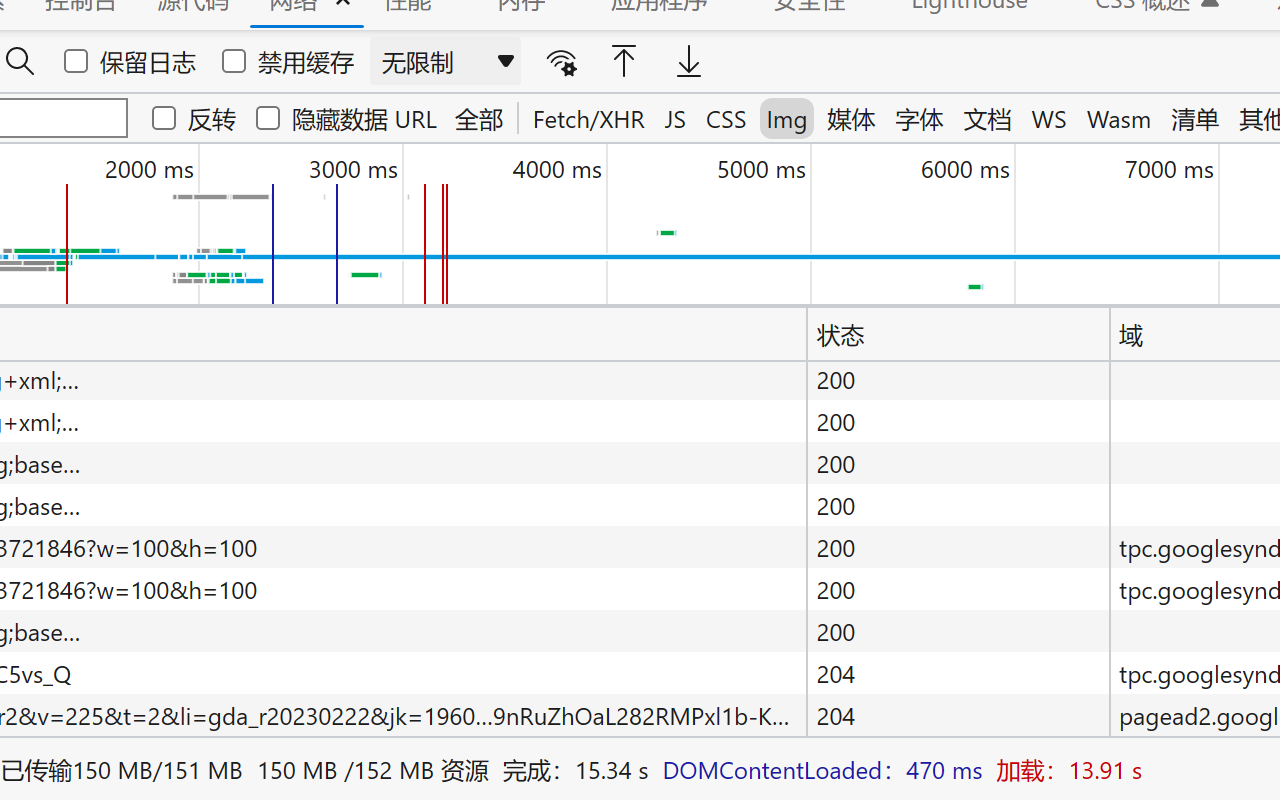 控制台 源代码 网络 性能 内存 应用程序 安全性 Lighthouse CSS 概述
保留日志 禁用缓存 无限制
反转 隐藏数据 URL 全部 Fetch/XHR JS CSS Img 媒体 字体 文档 WS Wasm 清单 其他
2000 ms 3000 ms 4000 ms 5000 ms 6000 ms 7000 ms
状态 域
+xml;... 200
+xml;... 200
g;base... 200
g;base... 200
3721846?w=100&h=100 200 tpc.googlesynd
3721846?w=100&h=100 200 tpc.googlesynd
g;base... 200
C5vs_Q 204 tpc.googlesynd
r2&v=225&t=2&li=gda_r20230222&jk=1960...9nRuZhOaL282RMPxl1b-K... 204 pagead2.googl
已传输150 MB/151 MB 150 MB /152 MB 资源 完成：15.34 s DOMContentLoaded：470 ms 加载：13.91 s